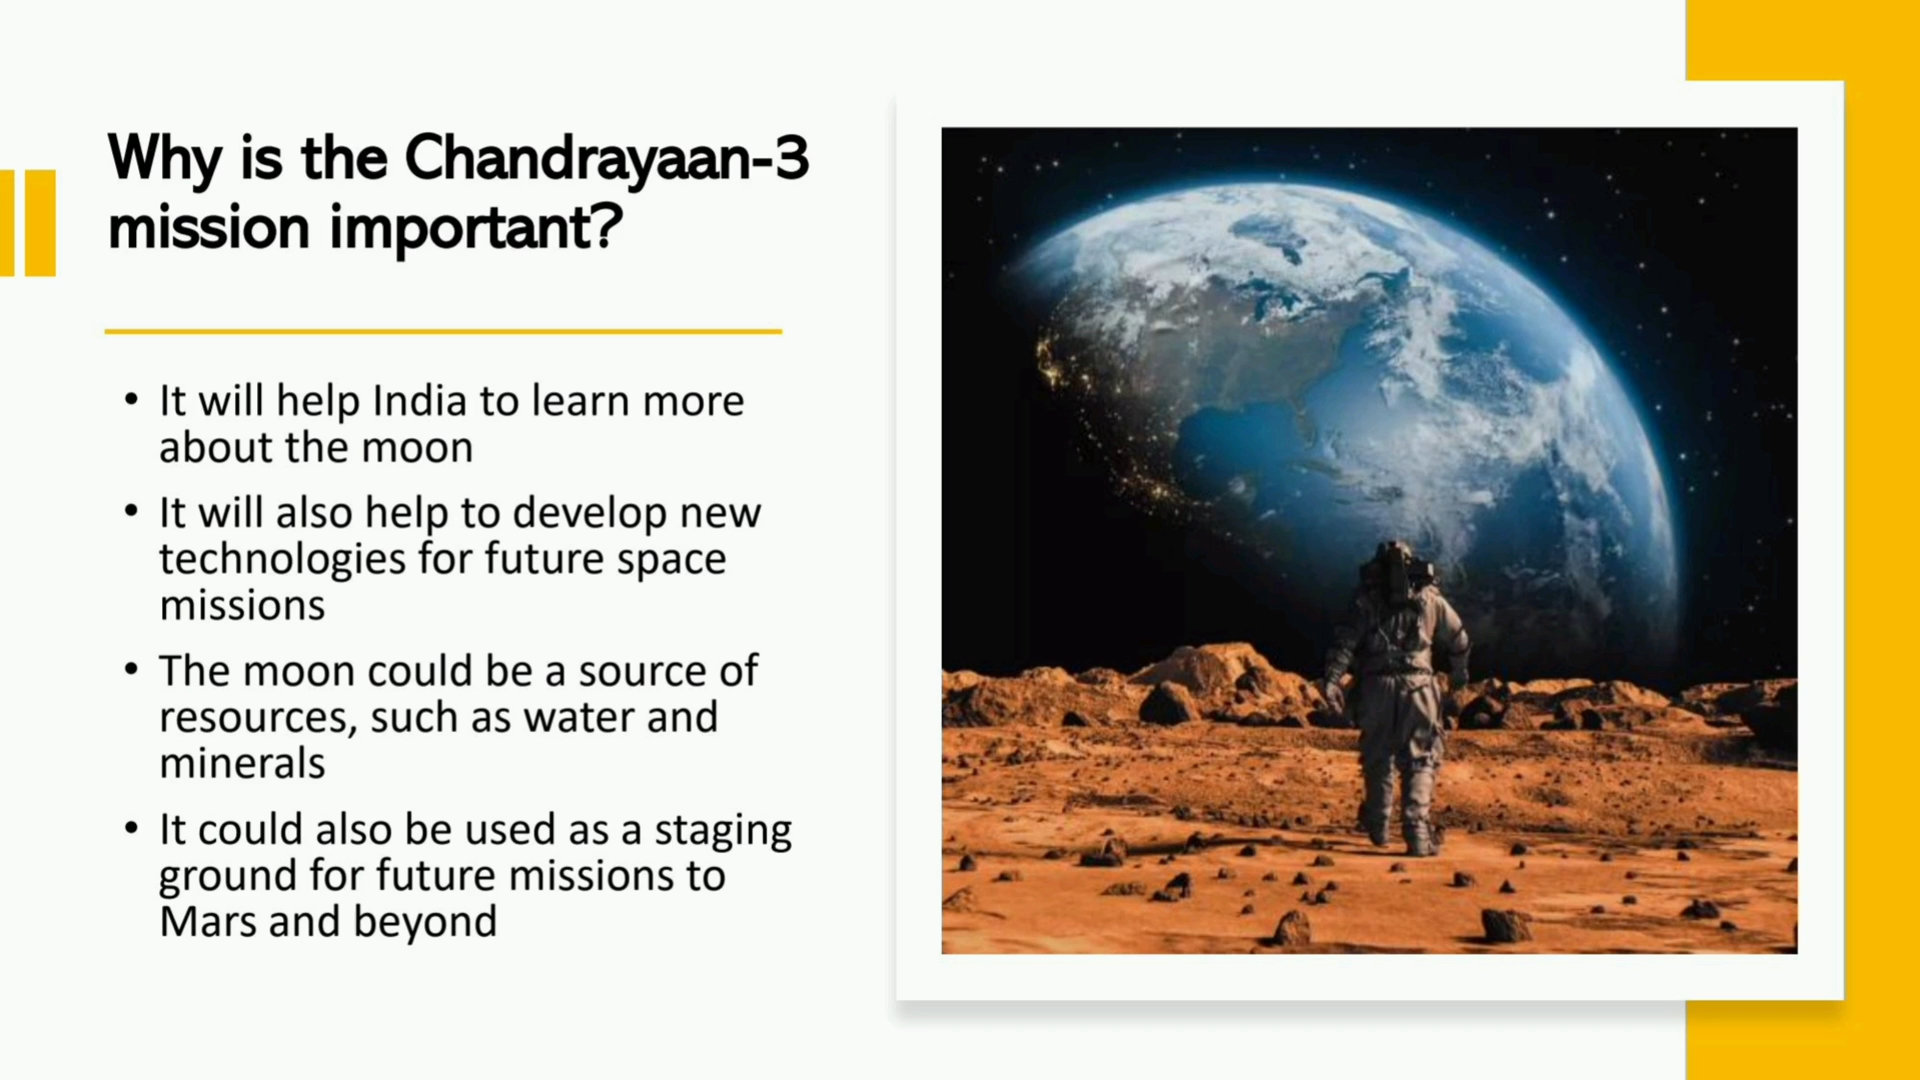 Why is the Chandrayaan-3
mission important?
• It will help India to learn more
about the moon
• It will also help to develop new
technologies for future space
missions
• The moon could be a source of
resources, such as water and
minerals
• It could also be used as a staging
ground for future missions to
Mars and beyond